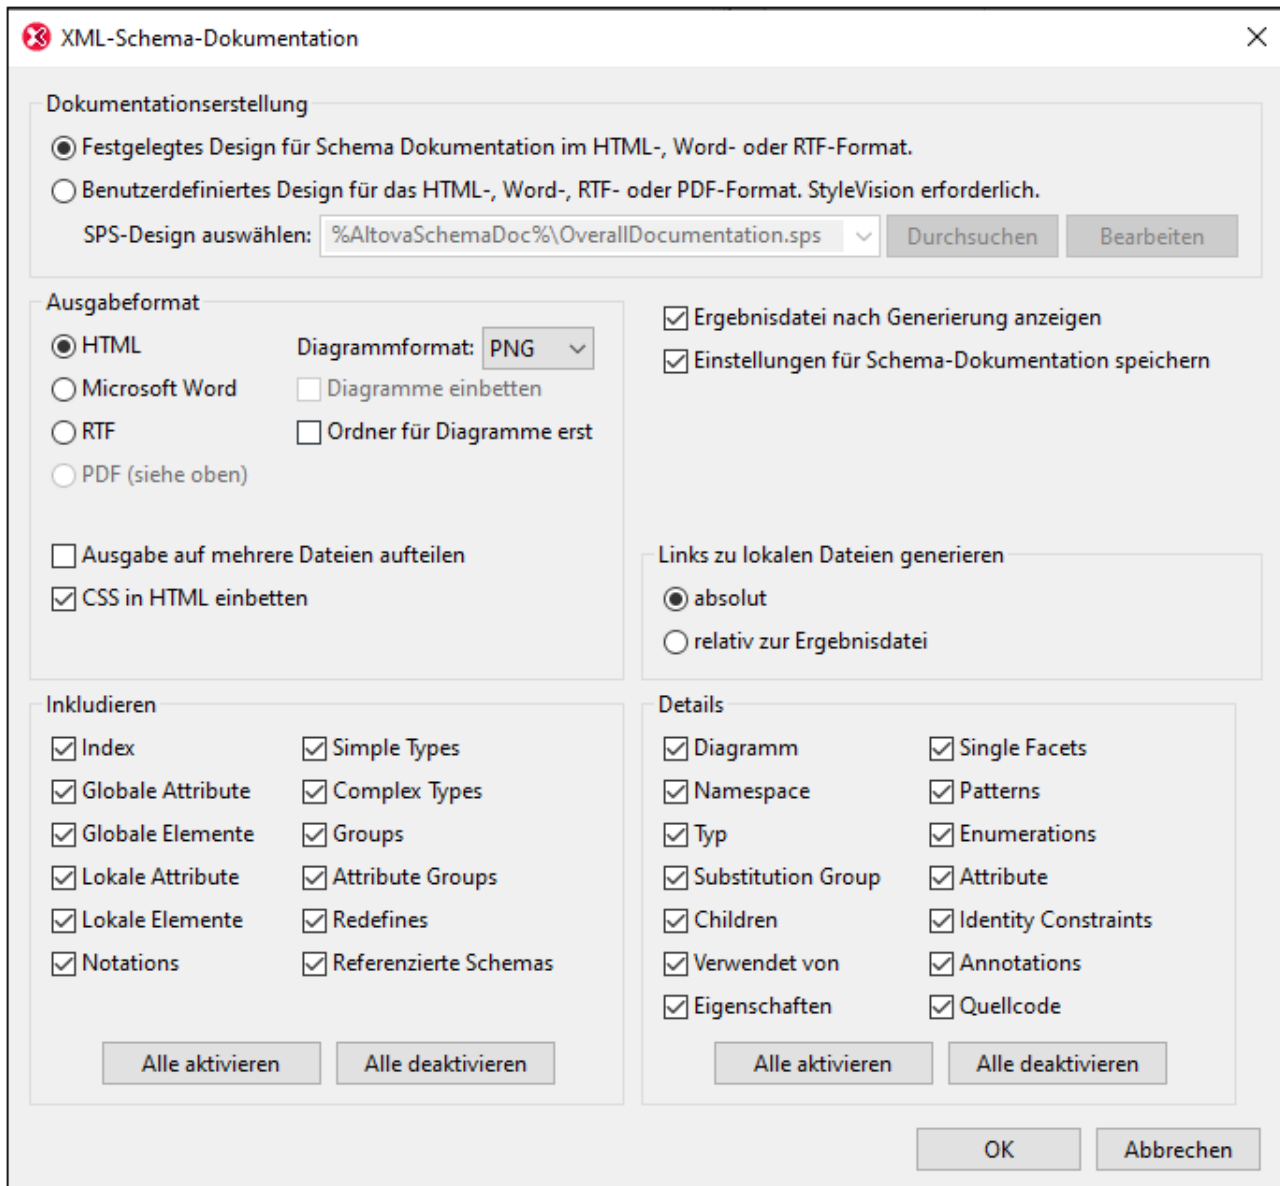 XML-Schema-Dokumentation
Dokumentationserstellung
Festgelegtes Design für Schema Dokumentation im HTML-, Word- oder RTF-Format.
Benutzerdefiniertes Design für das HTML-, Word-, RTF- oder PDF-Format. StyleVision erforderlich.
SPS-Design auswählen: %AltovaSchemaDoc%\OverallDocumentation.sps Durchsuchen Bearbeiten
Ausgabeformat
HTML Diagrammformat: PNG
Microsoft Word Diagramme einbetten
RTF Ordner für Diagramme erst
PDF (siehe oben)
Ausgabe auf mehrere Dateien aufteilen
CSS in HTML einbetten
Ergebnisdatei nach Generierung anzeigen
Einstellungen für Schema-Dokumentation speichern
Links zu lokalen Dateien generieren
absolut
relativ zur Ergebnisdatei
Inkludieren
Index Simple Types
Globale Attribute Complex Types
Globale Elemente Groups
Lokale Attribute Attribute Groups
Lokale Elemente Redefines
Notations Referenzierte Schemas
Alle aktivieren Alle deaktivieren
Details
Diagramm Single Facets
Namespace Patterns
Typ Enumerations
Substitution Group Attribute
Children Identity Constraints
Verwendet von Annotations
Eigenschaften Quellcode
Alle aktivieren Alle deaktivieren
OK Abbrechen